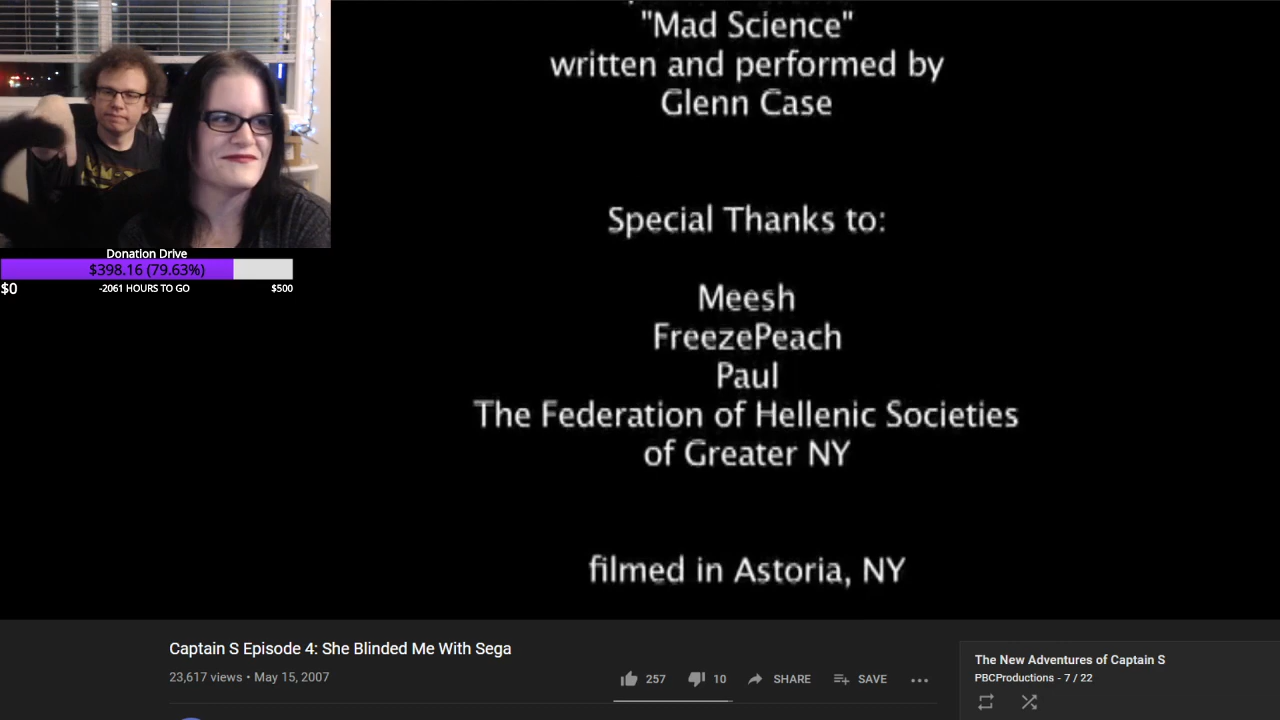 "Mad Science"
written and performed by
Glenn Case
Special Thanks to:
Meesh
FreezePeach
Paul
The Federation of Hellenic Societies
of Greater NY
filmed in Astoria, NY
Donation Drive
$398.16 (79.63%)
$0
-2061 HOURS TO GO
$500
Captain S Episode 4: She Blinded Me With Sega
23,617 views • May 15, 2007
257
10
SHARE
SAVE
The New Adventures of Captain S
PBCProductions - 7 / 22